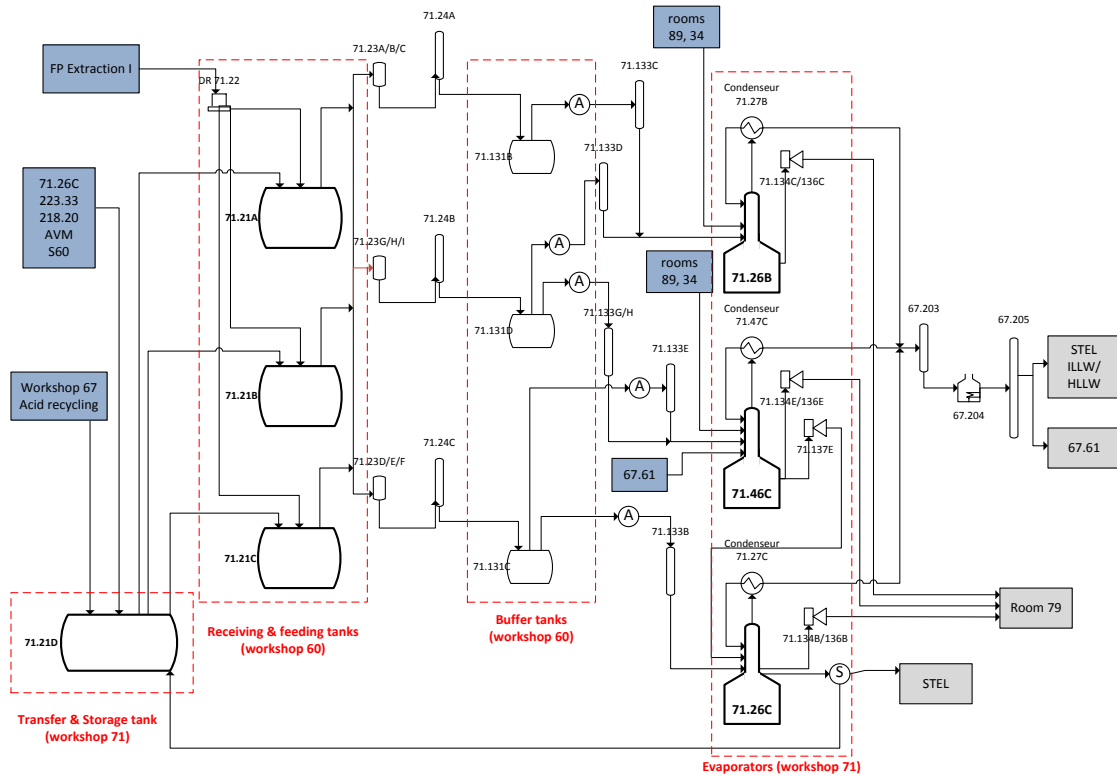 71.24A
rooms
89, 34
71.23A/B/C
FP Extraction I
71.133C
Condenseur
71.27B
DR 71.22
A
71.131B
71.133D
71.134C/136C
71.26C
223.33
218.20
AVM
S60
71.21A
71.24B
71.23G/H/I
A
71.26B
rooms
89, 34
A
71.133G/H
Condenseur
71.47C
67.203
67.205
71.131D
71.133E
STEL
ILLW/
HLLW
Workshop 67
Acid recycling
71.21B
A
71.134E/136E
67.204
71.24C
71.137E
67.61
71.23D/E/F
67.61
71.46C
A
71.133B
71.21C
71.131C
Condenseur
71.27C
Room 79
71.21D
Receiving & feeding tanks
(workshop 60)
Buffer tanks
(workshop 60)
71.134B/136B
S
STEL
71.26C
Transfer & Storage tank
(workshop 71)
Evaporators (workshop 71)